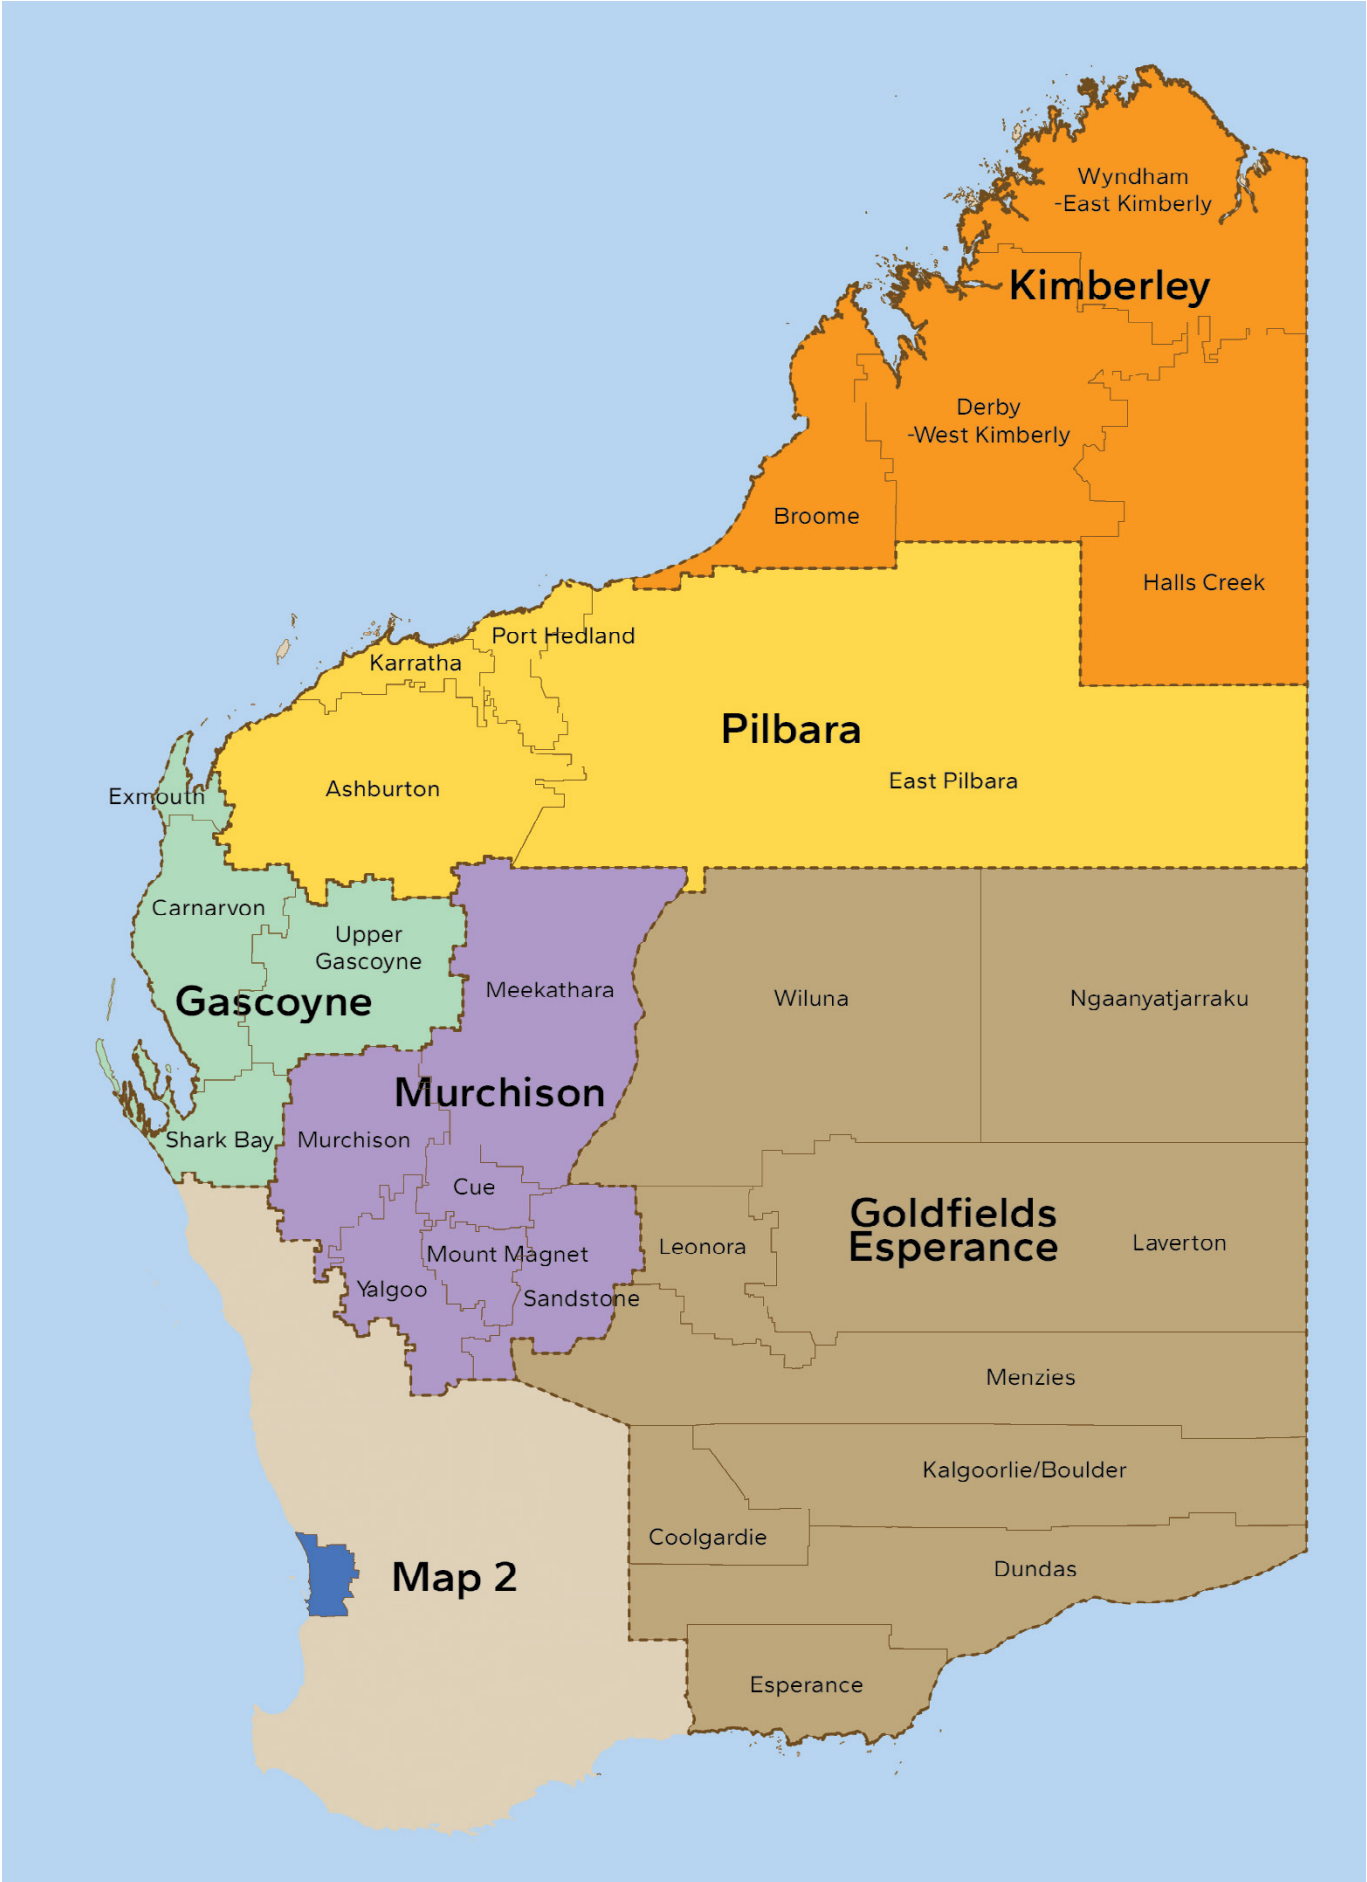 Wyndham
-East Kimberly
Kimberley
Derby
-West Kimberly
Broome
Halls Creek
Port Hedland
Karratha
Pilbara
East Pilbara
Ashburton
Exmouth
Carnarvon
Upper
Gascoyne
Gascoyne
Meekathara
Wiluna
Ngaanyatjarraku
Murchison
Shark Bay
Murchison
Cue
Goldfields
Esperance
Leonora
Laverton
Mount Magnet
Yalgoo
Sandstone
Menzies
Kalgoorlie/Boulder
Coolgardie
Map 2
Dundas
Esperance